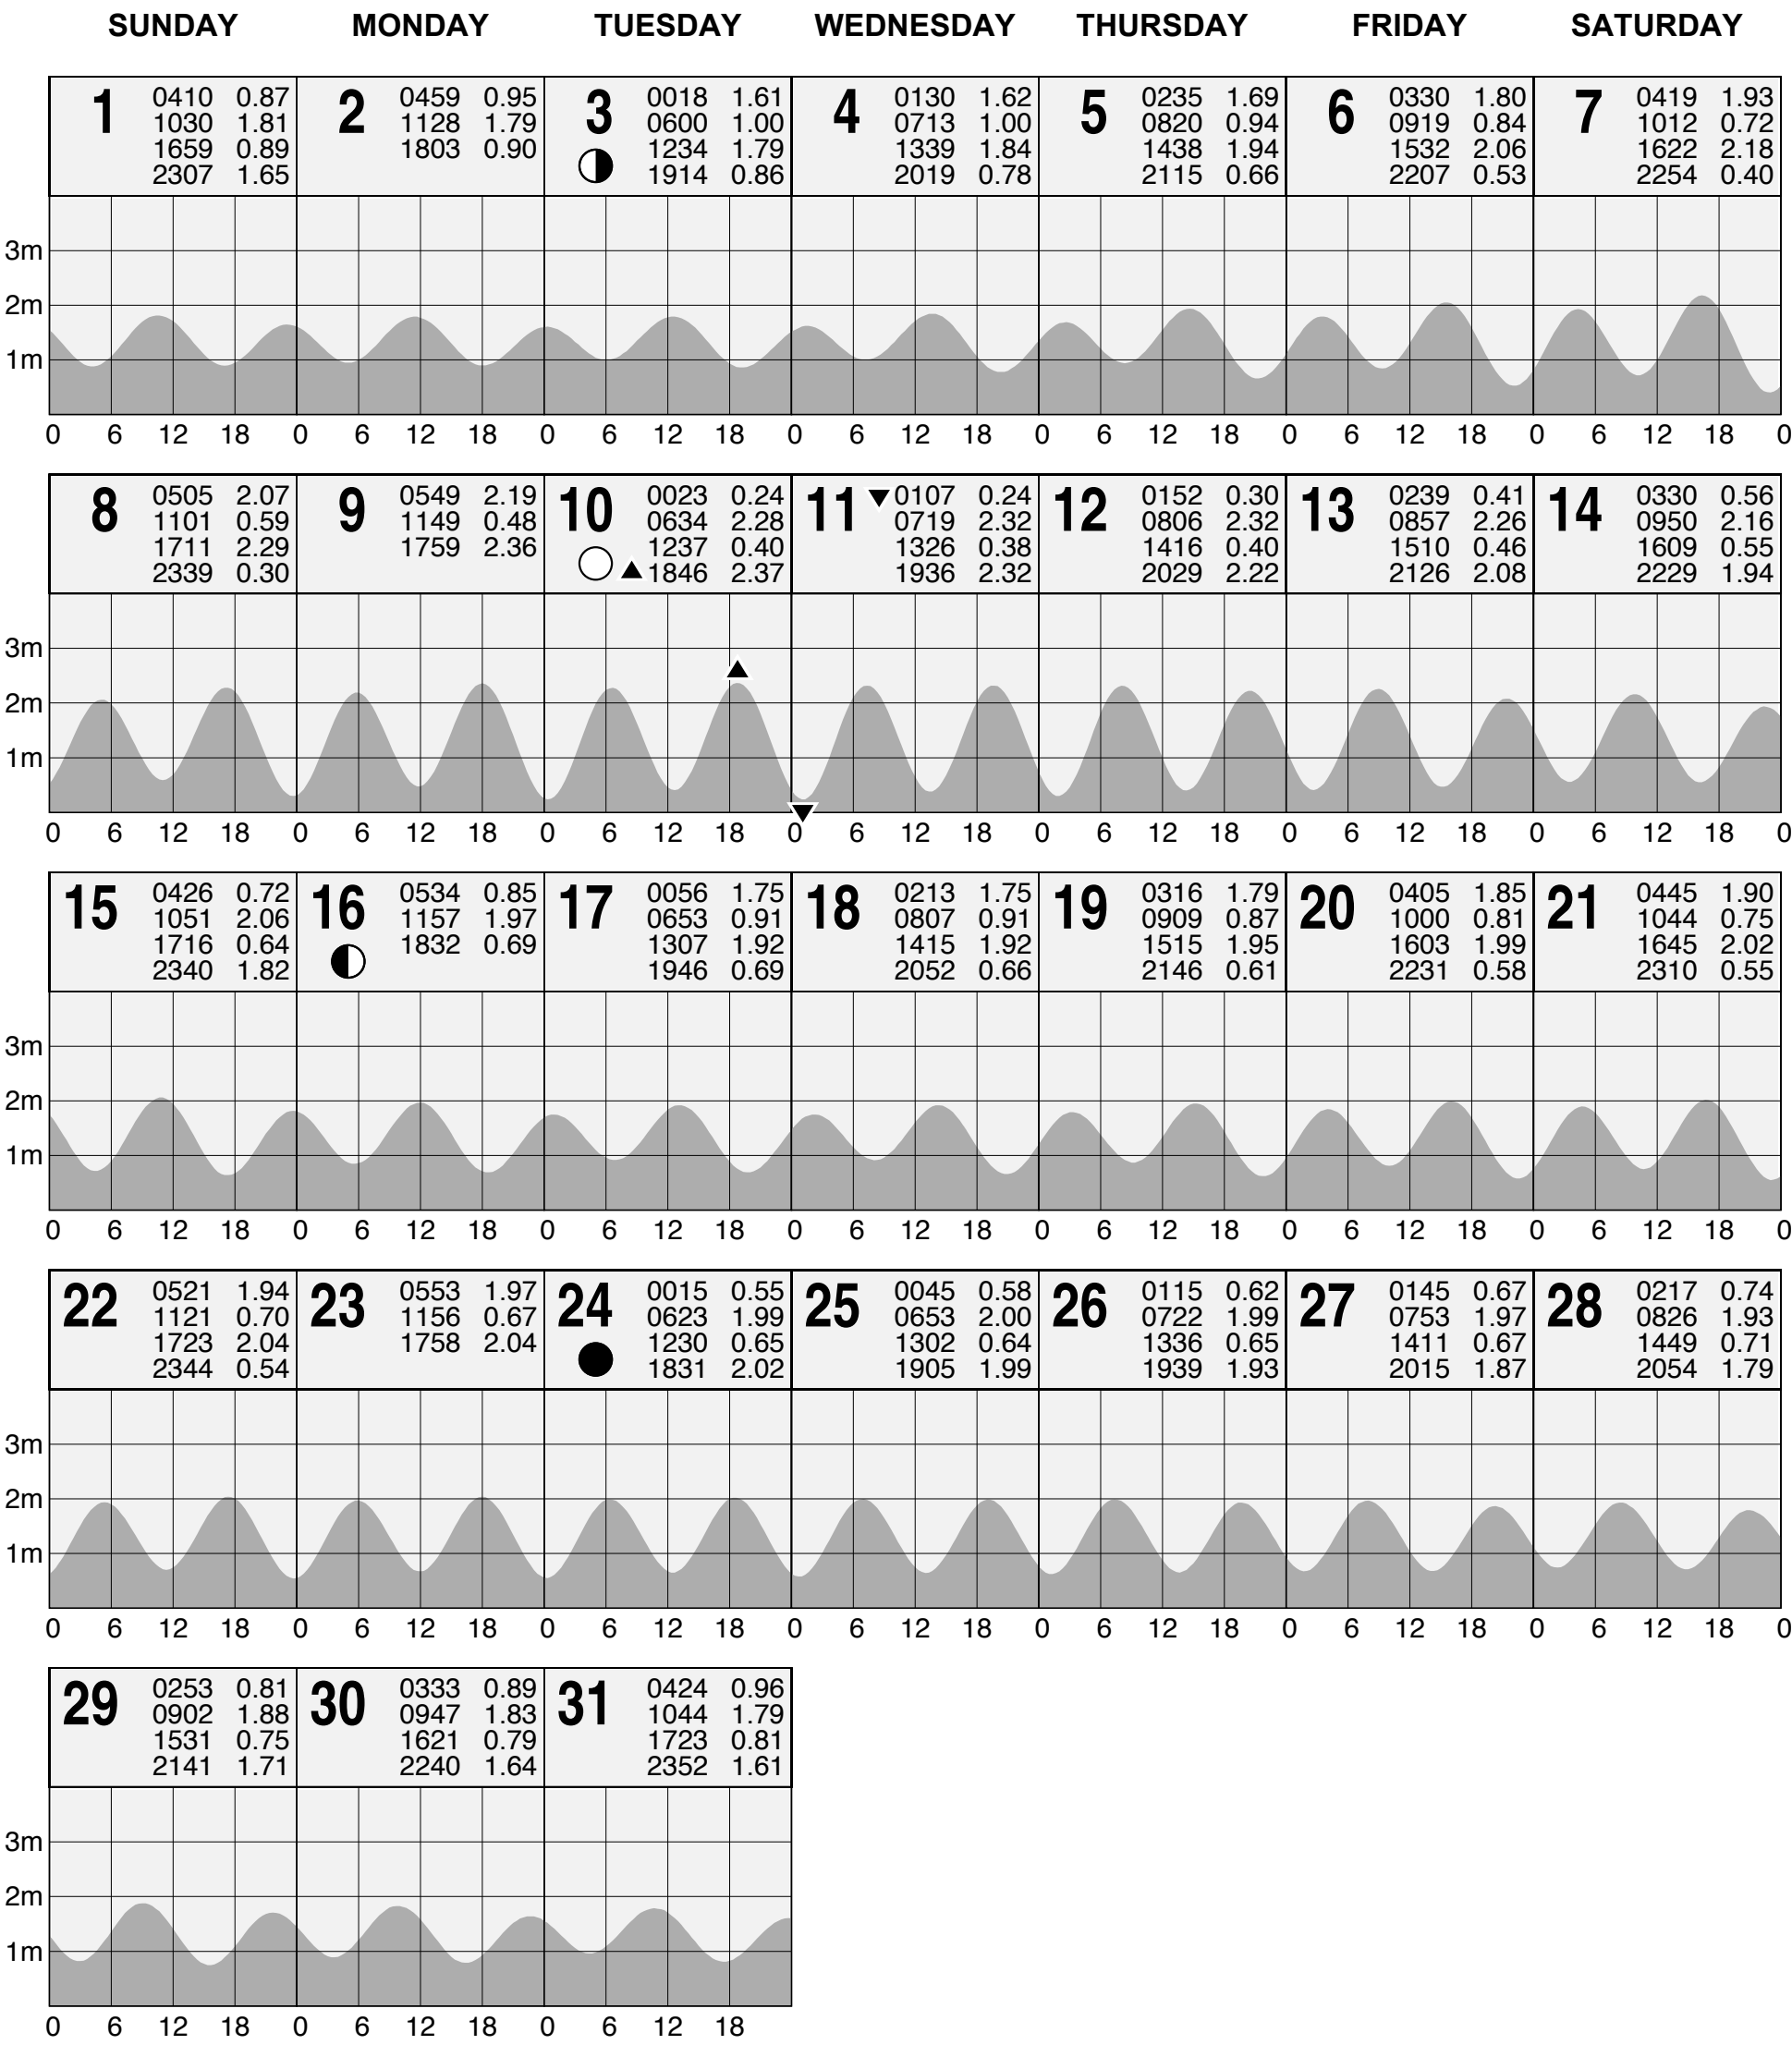 SUNDAY MONDAY TUESDAY WEDNESDAY THURSDAY FRIDAY SATURDAY
1 0410 0.87 2 0459 0.95 3 0018 1.61 4 0130 1.62 5 0235 1.69 6 0330 1.80 7 0419 1.93
1030 1.81 1128 1.79 0600 1.00 0713 1.00 0820 0.94 0919 0.84 1012 0.72
1659 0.89 1803 0.90 1234 1.79 1339 1.84 1438 1.94 1532 2.06 1622 2.18
2307 1.65 1914 0.86 2019 0.78 2115 0.66 2207 0.53 2254 0.40
3m
2m
1m
0 6 12 18 0 6 12 18 0 6 12 18 0 6 12 18 0 6 12 18 0 6 12 18 0 6 12 18 0
8 0505 2.07 9 0549 2.19 10 0023 0.24 11 0107 0.24 12 0152 0.30 13 0239 0.41 14 0330 0.56
1101 0.59 1149 0.48 0634 2.28 0719 2.32 0806 2.32 0857 2.26 0950 2.16
1711 2.29 1759 2.36 1237 0.40 1326 0.38 1416 0.40 1510 0.46 1609 0.55
2339 0.30 1846 2.37 1936 2.32 2029 2.22 2126 2.08 2229 1.94
3m
2m
1m
0 6 12 18 0 6 12 18 0 6 12 18 0 6 12 18 0 6 12 18 0 6 12 18 0 6 12 18 0
15 0426 0.72 16 0534 0.85 17 0056 1.75 18 0213 1.75 19 0316 1.79 20 0405 1.85 21 0445 1.90
1051 2.06 1157 1.97 0653 0.91 0807 0.91 0909 0.87 1000 0.81 1044 0.75
1716 0.64 1832 0.69 1307 1.92 1415 1.92 1515 1.95 1603 1.99 1645 2.02
2340 1.82 1946 0.69 2052 0.66 2146 0.61 2231 0.58 2310 0.55
3m
2m
1m
0 6 12 18 0 6 12 18 0 6 12 18 0 6 12 18 0 6 12 18 0 6 12 18 0 6 12 18 0
22 0521 1.94 23 0553 1.97 24 0015 0.55 25 0045 0.58 26 0115 0.62 27 0145 0.67 28 0217 0.74
1121 0.70 1156 0.67 0623 1.99 0653 2.00 0722 1.99 0753 1.97 0826 1.93
1723 2.04 1758 2.04 1230 0.65 1302 0.64 1336 0.65 1411 0.67 1449 0.71
2344 0.54 1831 2.02 1905 1.99 1939 1.93 2015 1.87 2054 1.79
3m
2m
1m
0 6 12 18 0 6 12 18 0 6 12 18 0 6 12 18 0 6 12 18 0 6 12 18 0 6 12 18 0
29 0253 0.81 30 0333 0.89 31 0424 0.96
0902 1.88 0947 1.83 1044 1.79
1531 0.75 1621 0.79 1723 0.81
2141 1.71 2240 1.64 2352 1.61
3m
2m
1m
0 6 12 18 0 6 12 18 0 6 12 18